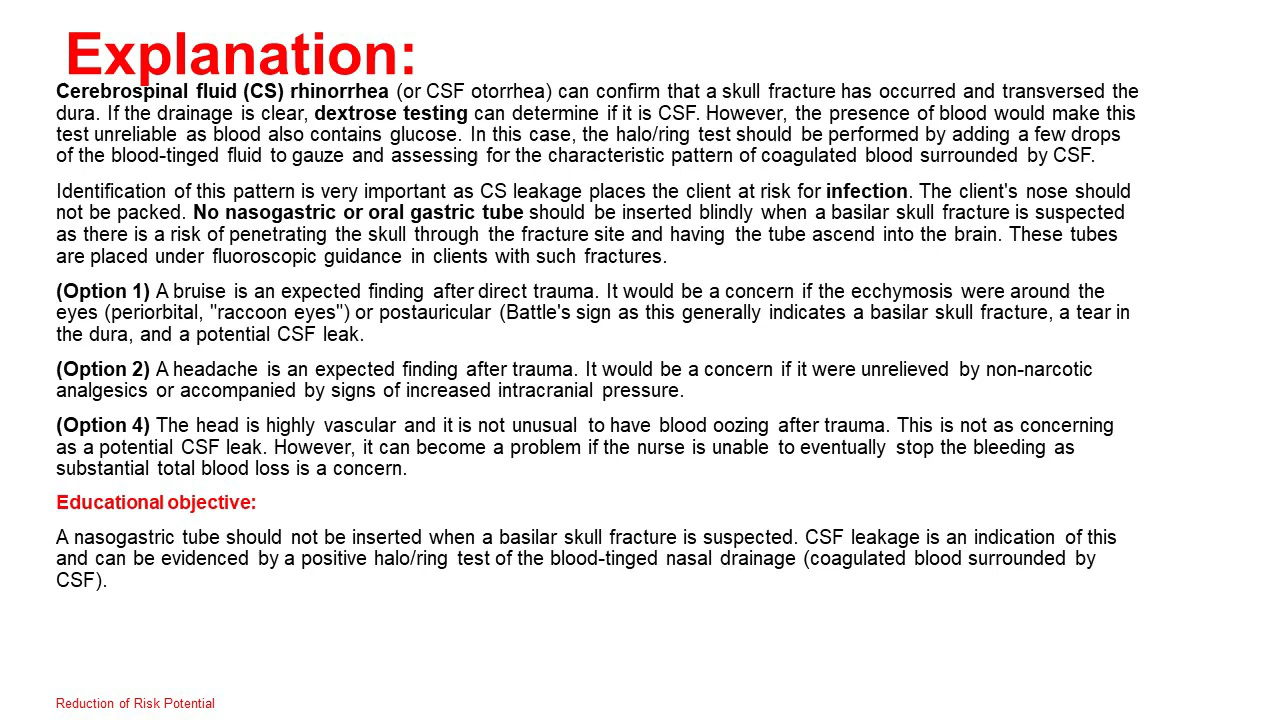 Explanation:
Cerebrospinal fluid (CS) rhinorrhea (or CSF otorrhea) can confirm that a skull fracture has occurred and transversed the
dura. If the drainage is clear, dextrose testing can determine if it is CSF. However, the presence of blood would make this
test unreliable as blood also contains glucose. In this case, the halo/ring test should be performed by adding a few drops
of the blood-tinged fluid to gauze and assessing for the characteristic pattern of coagulated blood surrounded by CSF.
Identification of this pattern is very important as CS leakage places the client at risk for infection. The client's nose should
not be packed. No nasogastric or oral gastric tube should be inserted blindly when a basilar skull fracture is suspected
as there is a risk of penetrating the skull through the fracture site and having the tube ascend into the brain. These tubes
are placed under fluoroscopic guidance in clients with such fractures.
(Option 1) A bruise is an expected finding after direct trauma. It would be a concern if the ecchymosis were around the
eyes (periorbital, "raccoon eyes") or postauricular (Battle's sign as this generally indicates a basilar skull fracture, a tear in
the dura, and a potential CSF leak.
(Option 2) A headache is an expected finding after trauma. It would be a concern if it were unrelieved by non-narcotic
analgesics or accompanied by signs of increased intracranial pressure.
(Option 4) The head is highly vascular and it is not unusual to have blood oozing after trauma. This is not as concerning
as a potential CSF leak. However, it can become a problem if the nurse is unable to eventually stop the bleeding as
substantial total blood loss is a concern.
Educational objective:
A nasogastric tube should not be inserted when a basilar skull fracture is suspected. CSF leakage is an indication of this
and can be evidenced by a positive halo/ring test of the blood-tinged nasal drainage (coagulated blood surrounded by
CSF).
Reduction of Risk Potential